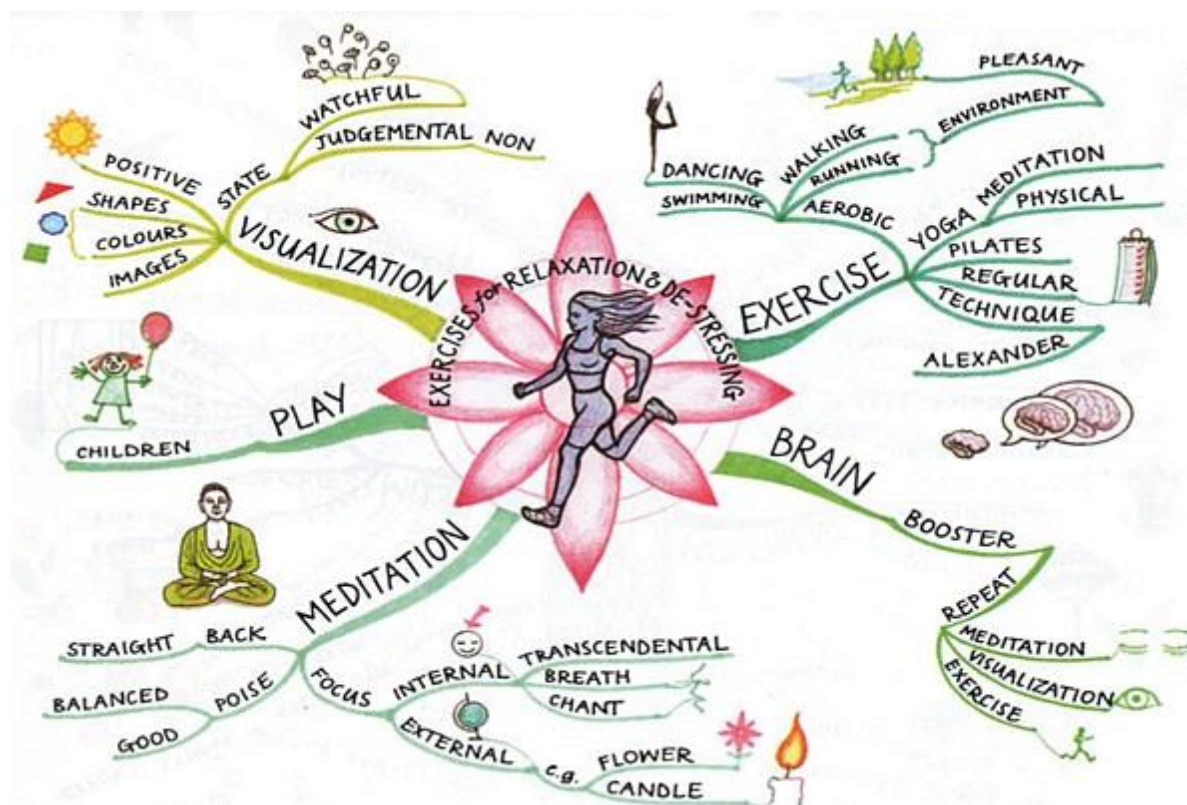 EXERCISES for RELAXATION & DE-STRESSING
EXERCISE
AEROBIC
DANCING
SWIMMING
WALKING
RUNNING
ENVIRONMENT
PLEASANT
YOGA
MEDITATION
PHYSICAL
PILATES
REGULAR
TECHNIQUE
ALEXANDER
BRAIN
BOOSTER
REPEAT
MEDITATION
VISUALIZATION
EXERCISE
MEDITATION
BACK
STRAIGHT
POISE
BALANCED
GOOD
FOCUS
INTERNAL
TRANSCENDENTAL
BREATH
CHANT
EXTERNAL
e.g.
FLOWER
CANDLE
PLAY
CHILDREN
VISUALIZATION
STATE
WATCHFUL
JUDGEMENTAL NON
POSITIVE
SHAPES
COLOURS
IMAGES